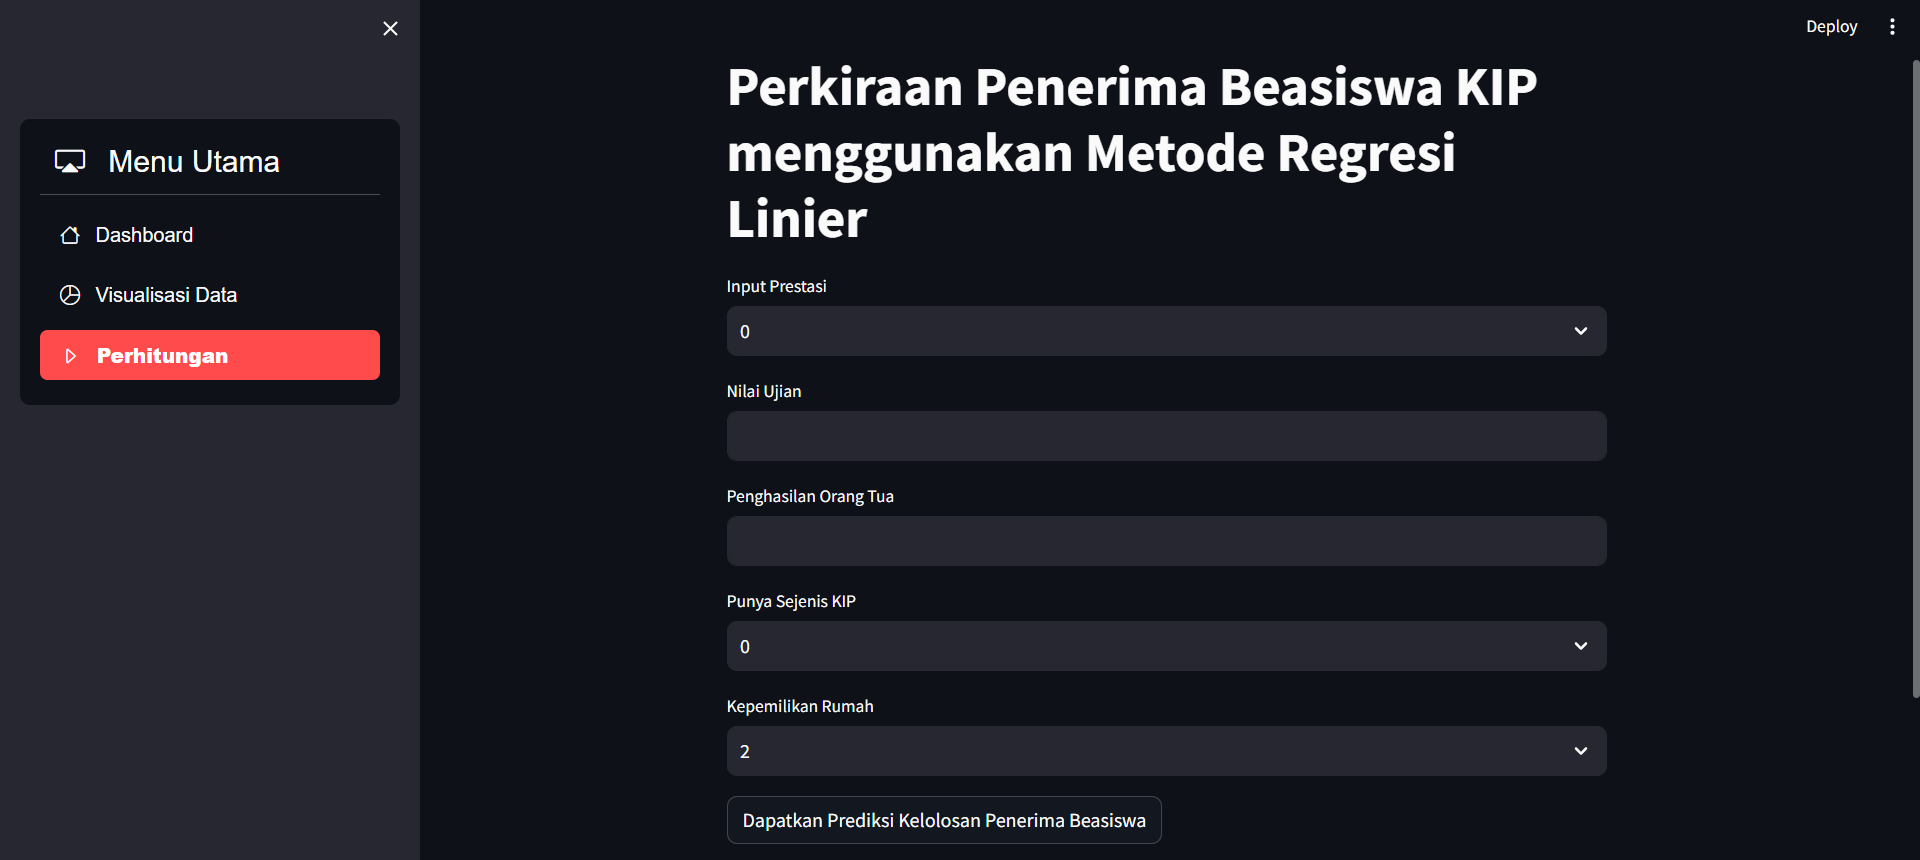 Menu Utama
Dashboard
Visualisasi Data
Perhitungan
Deploy
Perkiraan Penerima Beasiswa KIP
menggunakan Metode Regresi
Linier
Input Prestasi
0
Nilai Ujian
Penghasilan Orang Tua
Punya Sejenis KIP
0
Kepemilikan Rumah
2
Dapatkan Prediksi Kelolosan Penerima Beasiswa